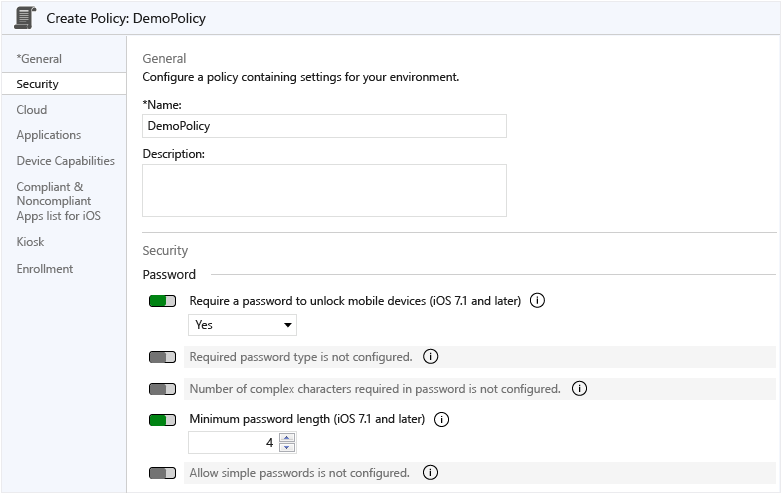 Create Policy: DemoPolicy
*General
Security
Cloud
Applications
Device Capabilities
Compliant &
Noncompliant
Apps list for iOS
Kiosk
Enrollment
General
Configure a policy containing settings for your environment.
*Name:
DemoPolicy
Description:
Security
Password
Require a password to unlock mobile devices (iOS 7.1 and later)
Yes
Required password type is not configured.
Number of complex characters required in password is not configured.
Minimum password length (iOS 7.1 and later)
4
Allow simple passwords is not configured.